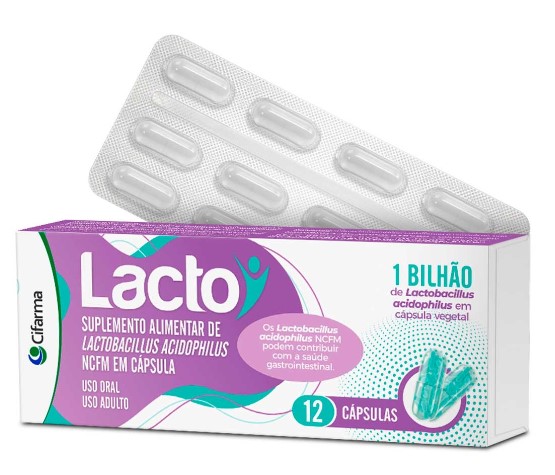 Cifarma
Lacto
SUPLEMENTO ALIMENTAR DE
LACTOBACILLUS ACIDOPHILUS
NCFM EM CÁPSULA
USO ORAL
USO ADULTO
Os Lactobacillus
acidophilus NCFM
podem contribuir
com a saúde
gastrointestinal.
1 BILHÃO
de Lactobacillus
acidophilus em
cápsula vegetal
12 CÁPSULAS